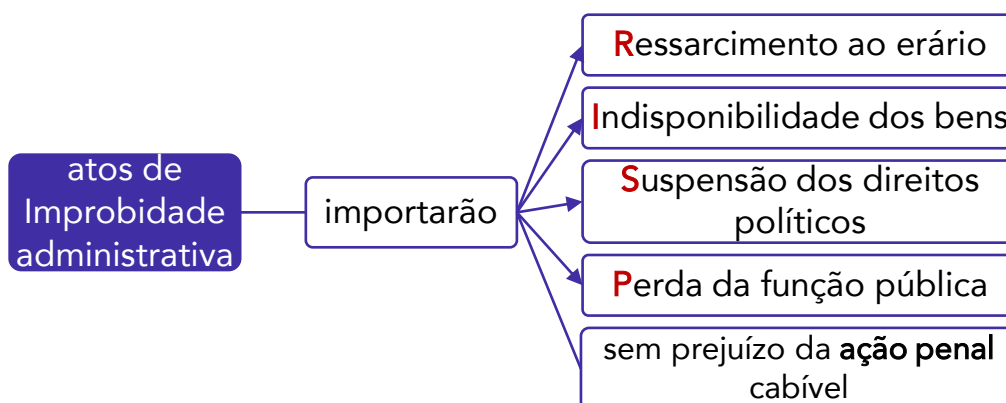 atos de
Improbidade
administrativa
importarão
Ressarcimento ao erário
Indisponibilidade dos bens
Suspensão dos direitos
políticos
Perda da função pública
sem prejuízo da ação penal
cabível